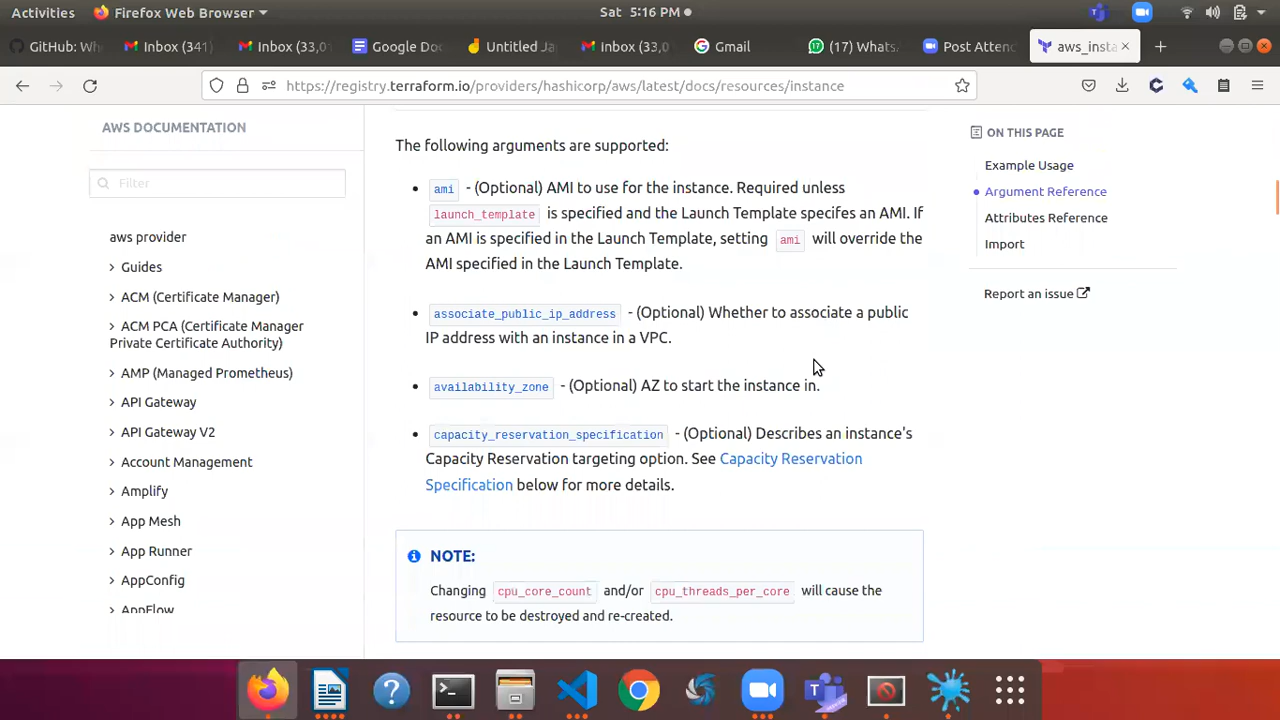 Activities
Firefox Web Browser
Sat 5:16 PM
GitHub: Wh
Inbox (341)
Inbox (33,0
Google Doc
Untitled Ja
Inbox (33,0
Gmail
(17) Whats
Post Attend
aws_insta
https://registry.terraform.io/providers/hashicorp/aws/latest/docs/resources/instance
AWS DOCUMENTATION
Filter
aws provider
Guides
ACM (Certificate Manager)
ACM PCA (Certificate Manager
Private Certificate Authority)
AMP (Managed Prometheus)
API Gateway
API Gateway V2
Account Management
Amplify
App Mesh
App Runner
AppConfig
AppFlow
The following arguments are supported:
ami - (Optional) AMI to use for the instance. Required unless
launch_template is specified and the Launch Template specifes an AMI. If
an AMI is specified in the Launch Template, setting ami will override the
AMI specified in the Launch Template.
associate_public_ip_address - (Optional) Whether to associate a public
IP address with an instance in a VPC.
availability_zone - (Optional) AZ to start the instance in.
capacity_reservation_specification - (Optional) Describes an instance's
Capacity Reservation targeting option. See Capacity Reservation
Specification below for more details.
NOTE:
Changing cpu_core_count and/or cpu_threads_per_core will cause the
resource to be destroyed and re-created.
ON THIS PAGE
Example Usage
Argument Reference
Attributes Reference
Import
Report an issue